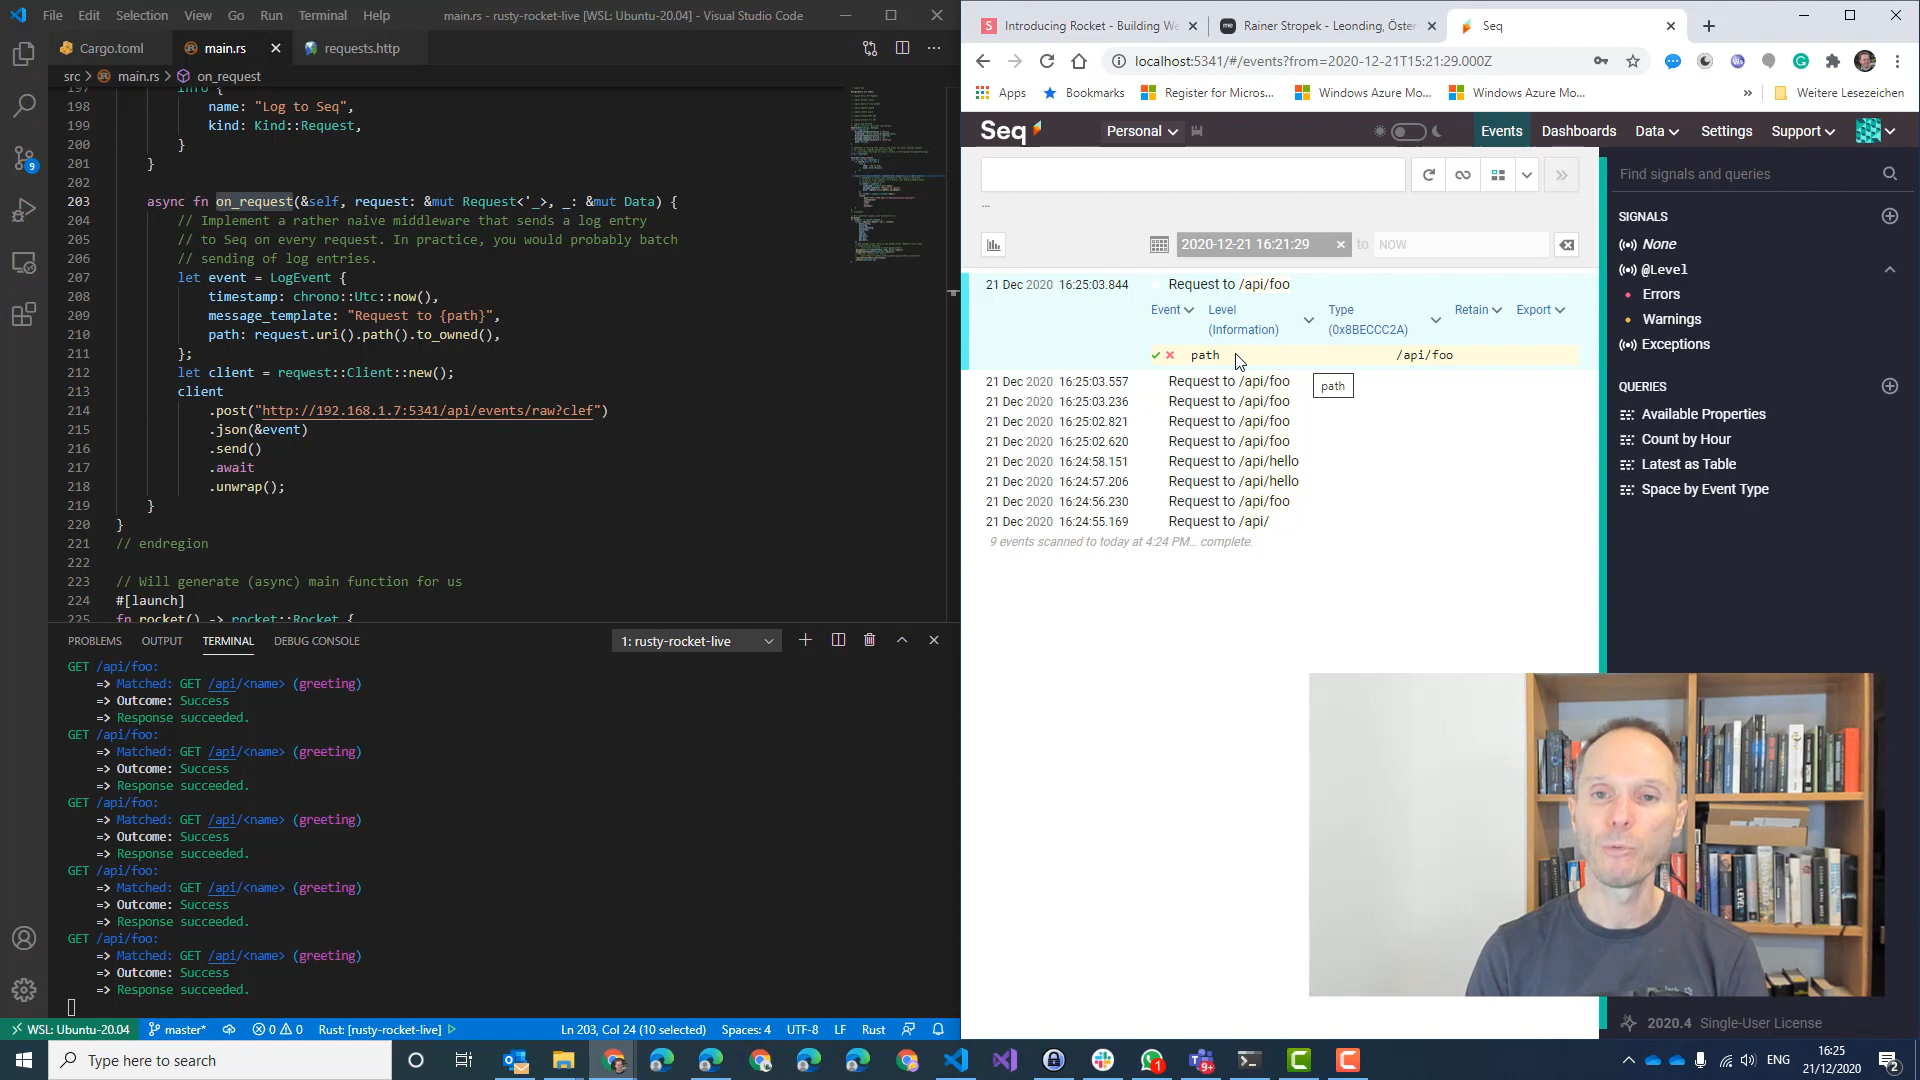 File Edit Selection View Go Run Terminal Help main.rs - rusty-rocket-live [WSL: Ubuntu-20.04] - Visual Studio Code
Cargo.toml main.rs requests.http
src > main.rs > on_request
197 info {
198 name: "Log to Seq",
199 kind: Kind::Request,
200 }
201 }
202
203 async fn on_request(&self, request: &mut Request<'_>, _: &mut Data) {
204 // Implement a rather naive middleware that sends a log entry
205 // to Seq on every request. In practice, you would probably batch
206 // sending of log entries.
207 let event = LogEvent {
208 timestamp: chrono::Utc::now(),
209 message_template: "Request to {path}",
210 path: request.uri().path().to_owned(),
211 };
212 let client = reqwest::Client::new();
213 client
214 .post("http://192.168.1.7:5341/api/events/raw?clef")
215 .json(&event)
216 .send()
217 .await
218 .unwrap();
219 }
220 }
221 // endregion
222
223 // Will generate (async) main function for us
224 #[launch]
225 fn rocket() -> rocket::Rocket {
PROBLEMS OUTPUT TERMINAL DEBUG CONSOLE 1: rusty-rocket-live
GET /api/foo:
=> Matched: GET /api/<name> (greeting)
=> Outcome: Success
=> Response succeeded.
GET /api/foo:
=> Matched: GET /api/<name> (greeting)
=> Outcome: Success
=> Response succeeded.
GET /api/foo:
=> Matched: GET /api/<name> (greeting)
=> Outcome: Success
=> Response succeeded.
GET /api/foo:
=> Matched: GET /api/<name> (greeting)
=> Outcome: Success
=> Response succeeded.
GET /api/foo:
=> Matched: GET /api/<name> (greeting)
=> Outcome: Success
=> Response succeeded.
WSL: Ubuntu-20.04 master* 0 0 Rust: [rusty-rocket-live] Ln 203, Col 24 (10 selected) Spaces: 4 UTF-8 LF Rust
Introducing Rocket - Building We Rainer Stropek - Leonding, Öster Seq
localhost:5341/#/events?from=2020-12-21T15:21:29.000Z
Apps Bookmarks Register for Micros... Windows Azure Mo... Windows Azure Mo... » Weitere Lesezeichen
Seq Personal Events Dashboards Data Settings Support
...
2020-12-21 16:21:29 × to NOW
21 Dec 2020 16:25:03.844 Request to /api/foo
Event Level (Information) Type (0x8BECCC2A) Retain Export
path /api/foo
path
21 Dec 2020 16:25:03.557 Request to /api/foo
21 Dec 2020 16:25:03.236 Request to /api/foo
21 Dec 2020 16:25:02.821 Request to /api/foo
21 Dec 2020 16:25:02.620 Request to /api/foo
21 Dec 2020 16:24:58.151 Request to /api/hello
21 Dec 2020 16:24:57.206 Request to /api/hello
21 Dec 2020 16:24:56.230 Request to /api/foo
21 Dec 2020 16:24:55.169 Request to /api/
9 events scanned to today at 4:24 PM... complete.
Find signals and queries
SIGNALS
None
@Level
Errors
Warnings
Exceptions
QUERIES
Available Properties
Count by Hour
Latest as Table
Space by Event Type
2020.4 Single-User License
Type here to search
ENG 16:25
21/12/2020 2